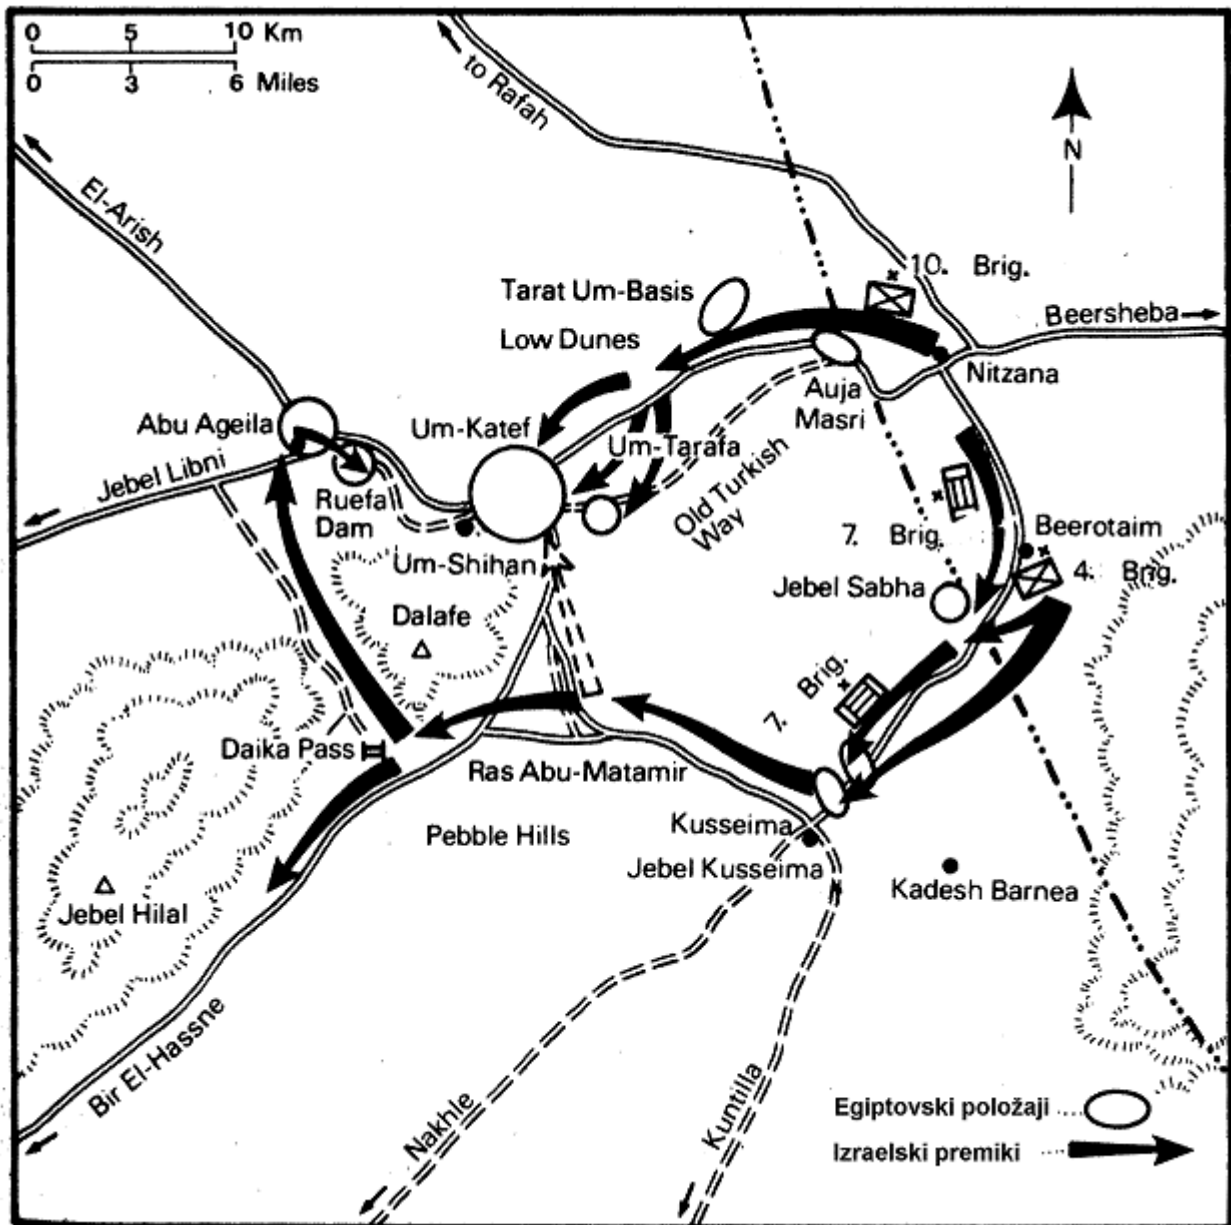 0 5 10 Km
0 3 6 Miles
to Rafah
N
El-Arish
10. Brig.
Tarat Um-Basis
Low Dunes
Beersheba
Nitzana
Auja
Masri
Abu Ageila
Um-Katef
Um-Tarafa
Jebel Libni
Ruefa
Dam
Old Turkish
Way
7. Brig.
Beerotaim
4. Brig.
Um-Shihan
Jebel Sabha
Dalafe
7. Brig.
Daika Pass
Ras Abu-Matamir
Pebble Hills
Kusseima
Jebel Kusseima
Kadesh Barnea
Jebel Hilal
Bir El-Hassne
Nakhle
Kuntilla
Egiptovski položaji
Izraelski premiki